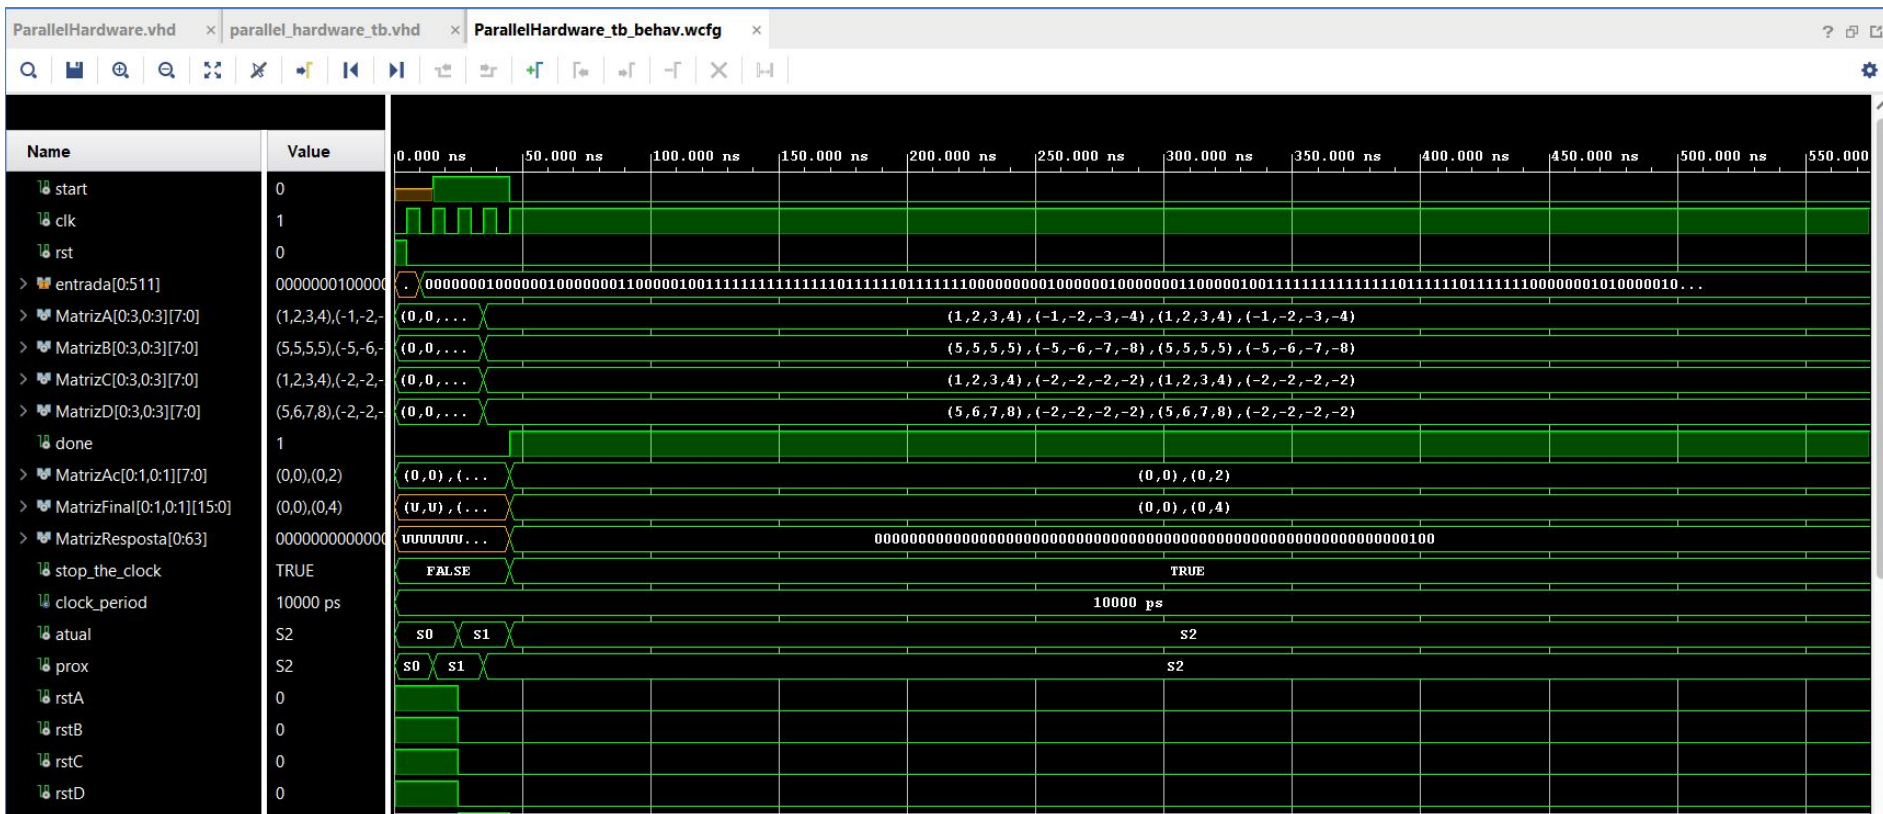 ParallelHardware.vhd × parallel_hardware_tb.vhd × ParallelHardware_tb_behav.wcfg × ?
Name Value 0.000 ns 50.000 ns 100.000 ns 150.000 ns 200.000 ns 250.000 ns 300.000 ns 350.000 ns 400.000 ns 450.000 ns 500.000 ns 550.000
start 0
clk 1
rst 0
entrada[0:511] 0000000100000
MatrizA[0:3,0:3][7:0] (1,2,3,4),(-1,-2,- (0,0,... (1,2,3,4),(-1,-2,-3,-4),(1,2,3,4),(-1,-2,-3,-4)
MatrizB[0:3,0:3][7:0] (5,5,5,5),(-5,-6,- (0,0,... (5,5,5,5),(-5,-6,-7,-8),(5,5,5,5),(-5,-6,-7,-8)
MatrizC[0:3,0:3][7:0] (1,2,3,4),(-2,-2,- (0,0,... (1,2,3,4),(-2,-2,-2,-2),(1,2,3,4),(-2,-2,-2,-2)
MatrizD[0:3,0:3][7:0] (5,6,7,8),(-2,-2,- (0,0,... (5,6,7,8),(-2,-2,-2,-2),(5,6,7,8),(-2,-2,-2,-2)
done 1
MatrizAc[0:1,0:1][7:0] (0,0),(0,2) (0,0),(... (0,0),(0,2)
MatrizFinal[0:1,0:1][15:0] (0,0),(0,4) (U,U),(... (0,0),(0,4)
MatrizResposta[0:63] 0000000000000 UUUUUUU...
stop_the_clock TRUE FALSE TRUE
clock_period 10000 ps 10000 ps
atual S2 S0 S1 S2
prox S2 S0 S1 S2
rstA 0
rstB 0
rstC 0
rstD 0